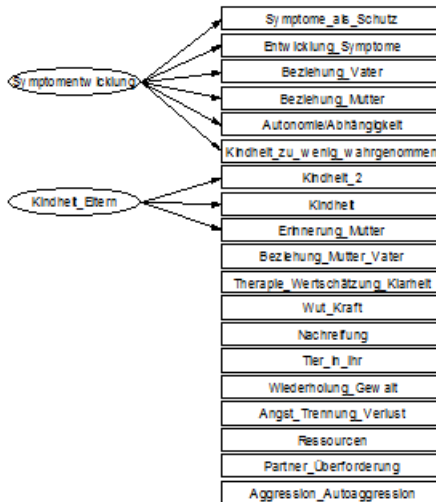 Symptome_als_Schutz
Entwicklung_Symptome
Symptomentwicklung
Beziehung_Vater
Beziehung_Mutter
Autonomie/Abhängigkeit
Kindheit_zu_wenig_wahrgenommen
Kindheit_2
Kindheit_Eltern
Kindheit
Erinnerung_Mutter
Beziehung_Mutter_Vater
Therapie_Wertschätzung_Klarheit
Wut_Kraft
Nachreifung
Tier_in_ihr
Wiederholung_Gewalt
Angst_Trennung_Verlust
Ressourcen
Partner_Überforderung
Aggression_Autoaggression